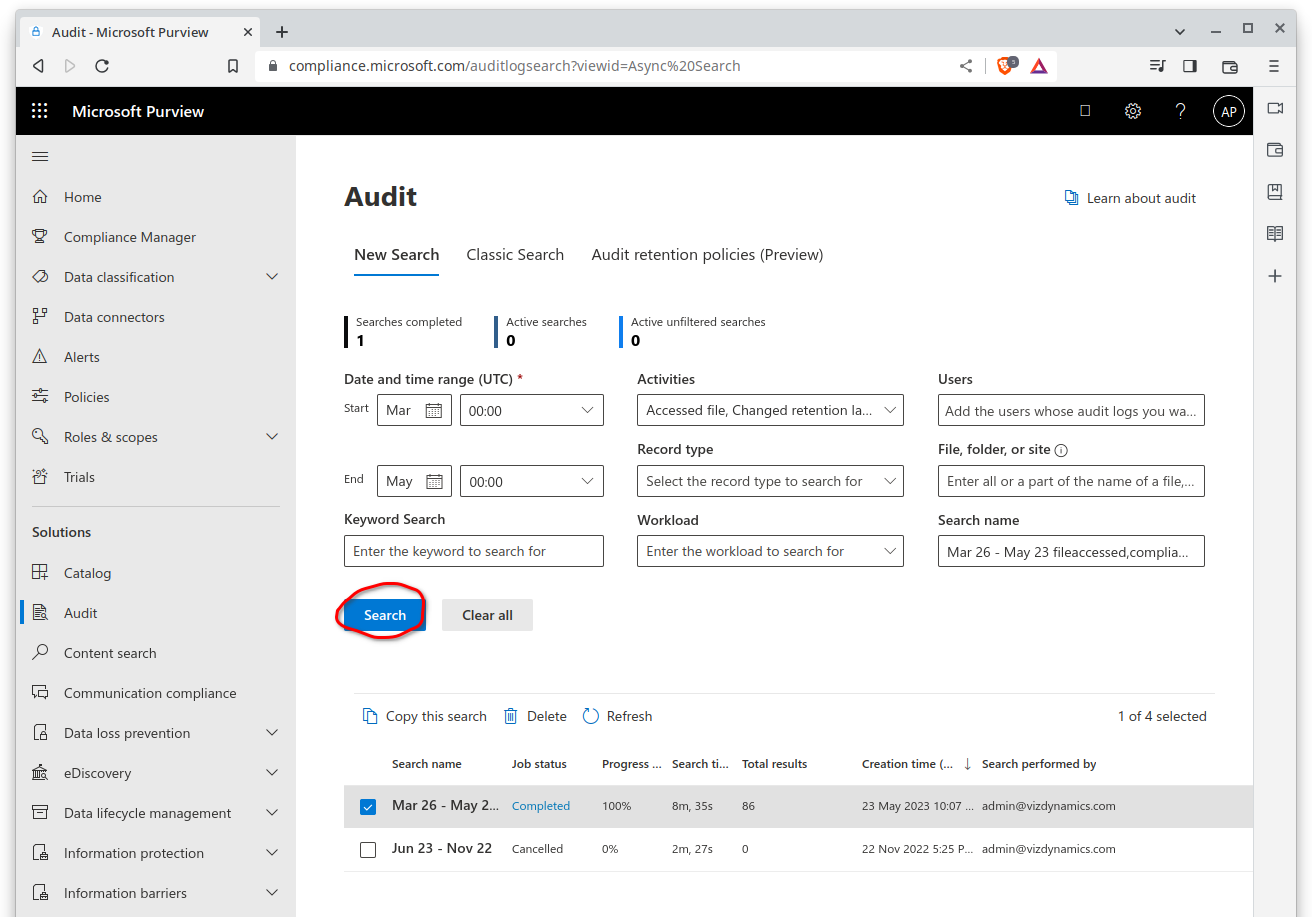 Audit - Microsoft Purview
compliance.microsoft.com/auditlogsearch?viewid=Async%20Search
5
Microsoft Purview
?
AP
Home
Compliance Manager
Data classification
Data connectors
Alerts
Policies
Roles & scopes
Trials
Solutions
Catalog
Audit
Content search
Communication compliance
Data loss prevention
eDiscovery
Data lifecycle management
Information protection
Information barriers
Audit
Learn about audit
New Search Classic Search Audit retention policies (Preview)
Searches completed Active searches Active unfiltered searches
1 0 0
Date and time range (UTC) * Activities Users
Start Mar 00:00 Accessed file, Changed retention la... Add the users whose audit logs you wa...
Record type File, folder, or site
End May 00:00 Select the record type to search for Enter all or a part of the name of a file,...
Keyword Search Workload Search name
Enter the keyword to search for Enter the workload to search for Mar 26 - May 23 fileaccessed,complia...
Search Clear all
Copy this search Delete Refresh 1 of 4 selected
Search name Job status Progress ... Search ti... Total results Creation time (... ↓ Search performed by
Mar 26 - May 2... Completed 100% 8m, 35s 86 23 May 2023 10:07 ... admin@vizdynamics.com
Jun 23 - Nov 22 Cancelled 0% 2m, 27s 0 22 Nov 2022 5:25 P... admin@vizdynamics.com